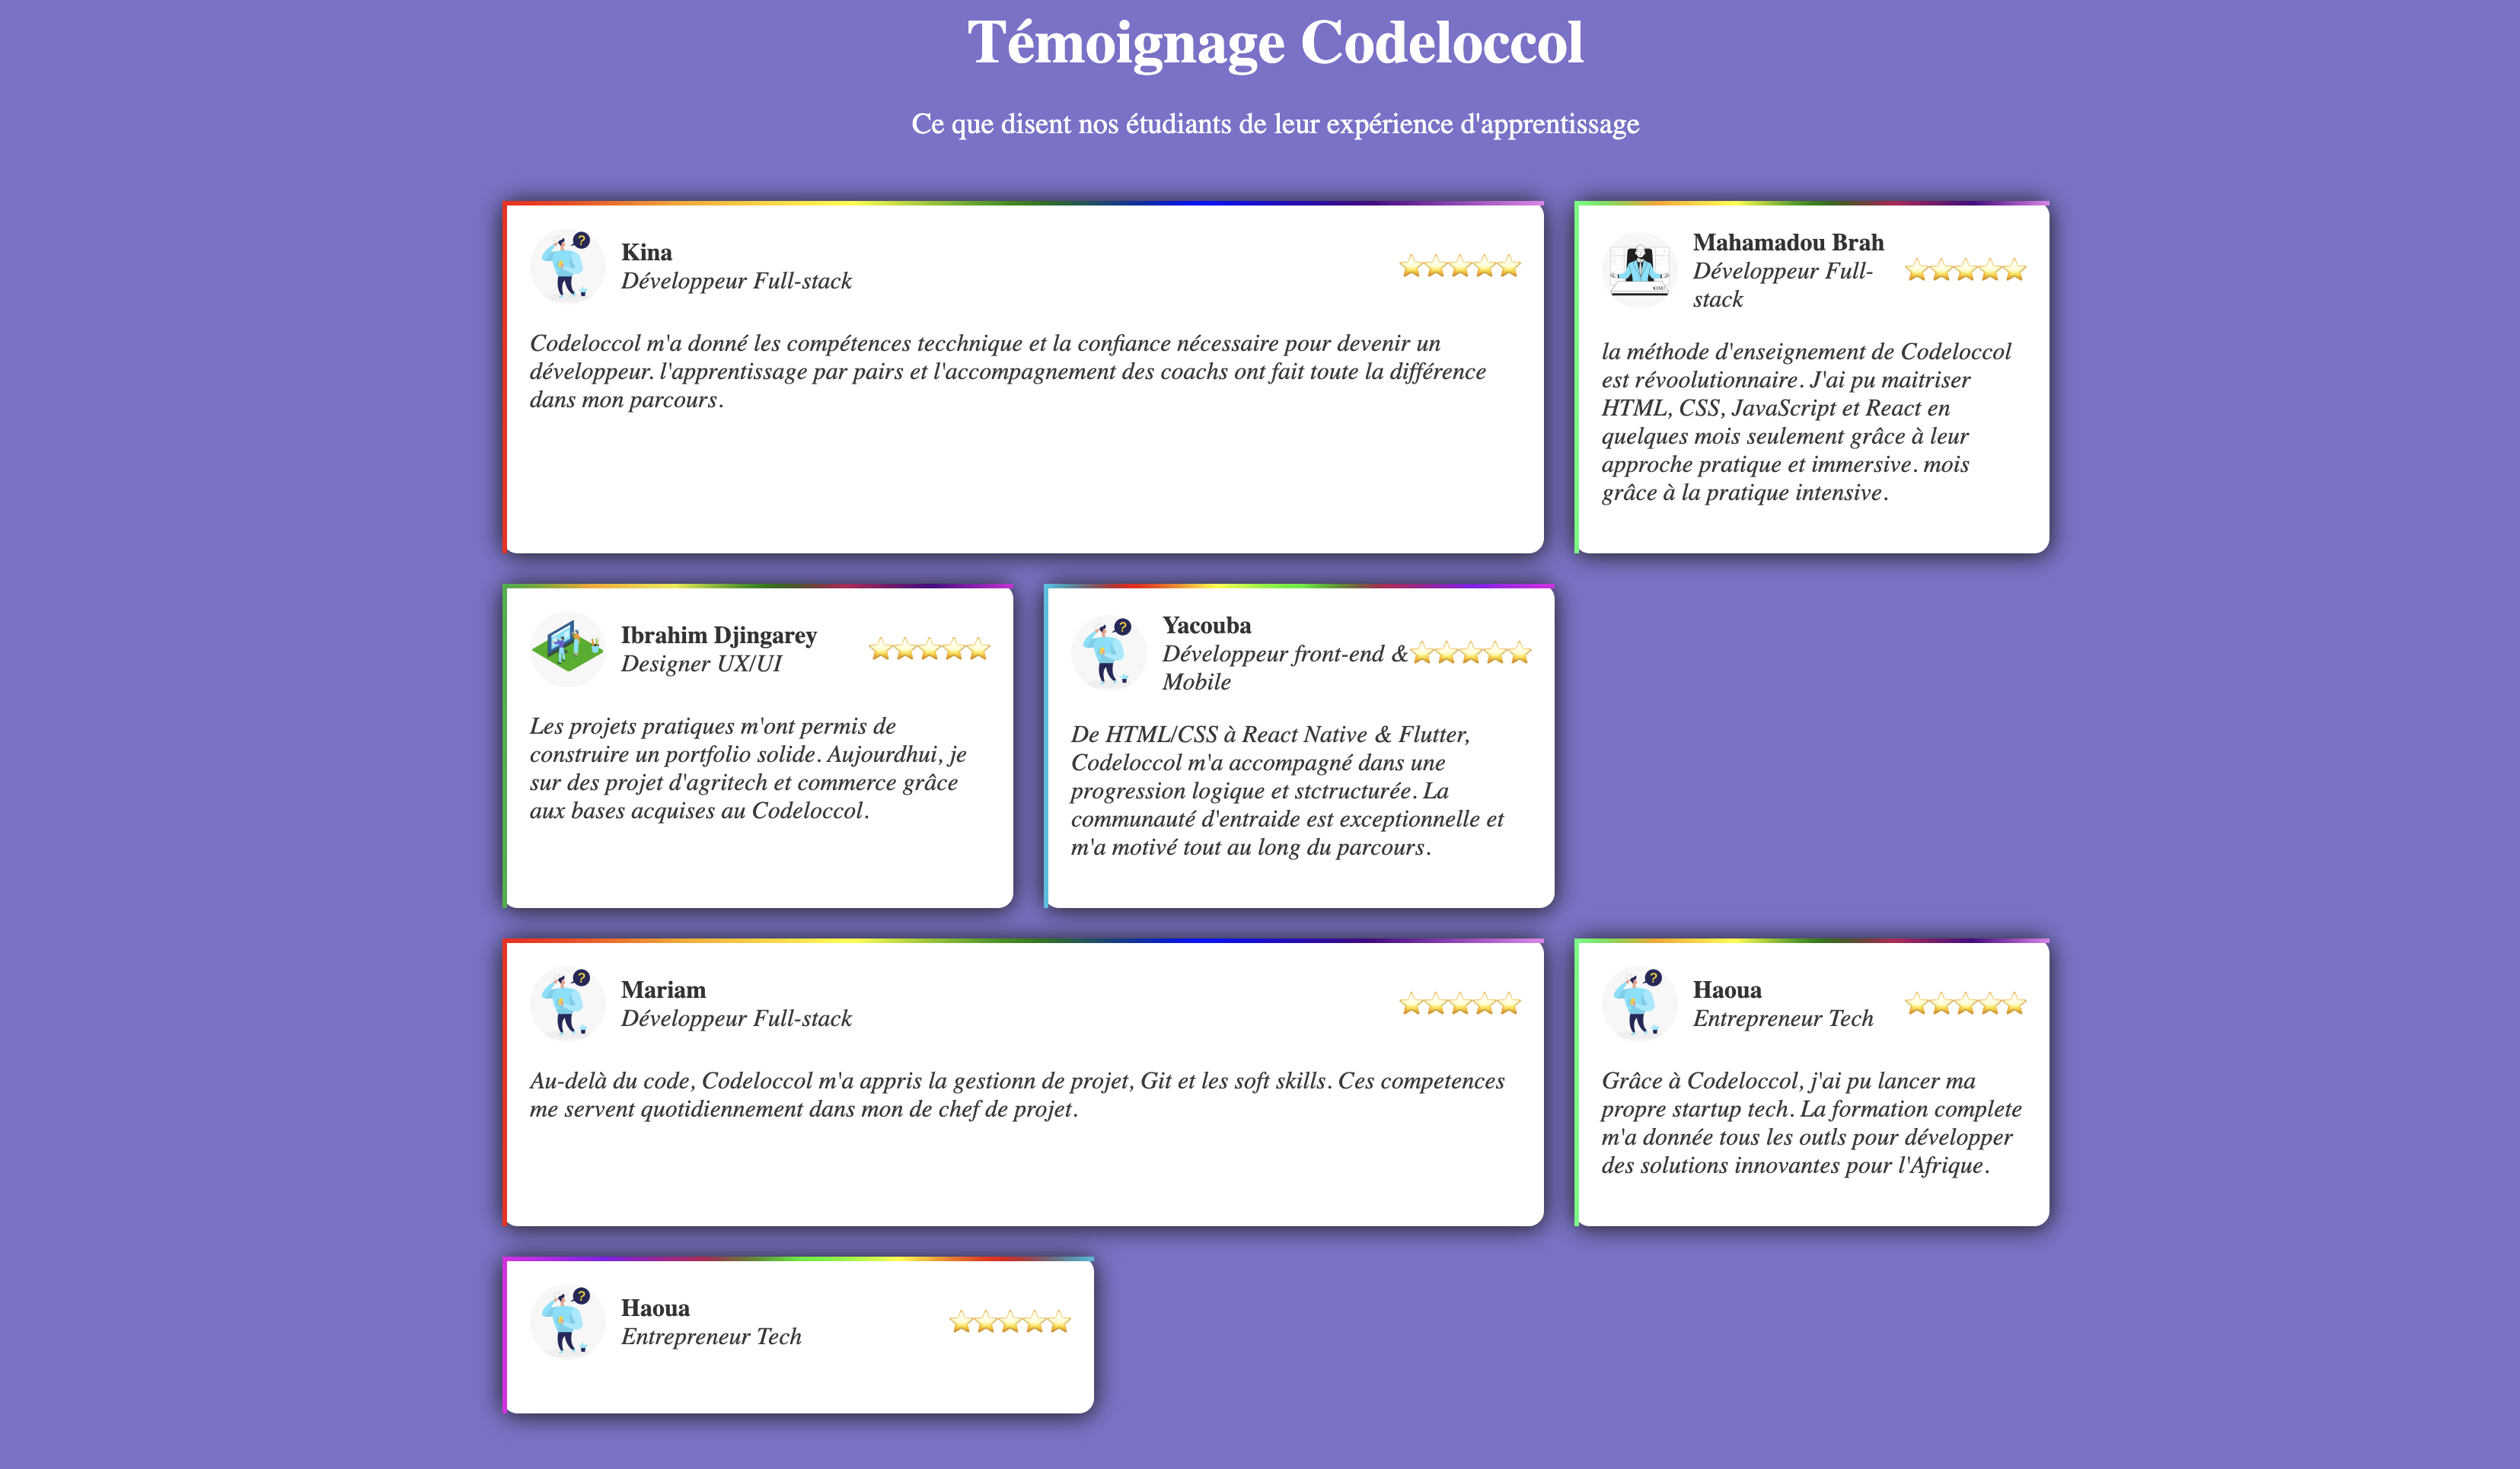 Témoignage Codeloccol
Ce que disent nos étudiants de leur expérience d'apprentissage
?
Kina
Développeur Full-stack
Codeloccol m'a donné les compétences tecchnique et la confiance nécessaire pour devenir un
développeur. l'apprentissage par pairs et l'accompagnement des coachs ont fait toute la différence
dans mon parcours.
Mahamadou Brah
Développeur Full-
stack
la méthode d'enseignement de Codeloccol
est révoolutionnaire. J'ai pu maitriser
HTML, CSS, JavaScript et React en
quelques mois seulement grâce à leur
approche pratique et immersive. mois
grâce à la pratique intensive.
Ibrahim Djingarey
Designer UX/UI
Les projets pratiques m'ont permis de
construire un portfolio solide. Aujourdhui, je
sur des projet d'agritech et commerce grâce
aux bases acquises au Codeloccol.
?
Yacouba
Développeur front-end &
Mobile
De HTML/CSS à React Native & Flutter,
Codeloccol m'a accompagné dans une
progression logique et stctructurée. La
communauté d'entraide est exceptionnelle et
m'a motivé tout au long du parcours.
?
Mariam
Développeur Full-stack
Au-delà du code, Codeloccol m'a appris la gestionn de projet, Git et les soft skills. Ces competences
me servent quotidiennement dans mon de chef de projet.
?
Haoua
Entrepreneur Tech
Grâce à Codeloccol, j'ai pu lancer ma
propre startup tech. La formation complete
m'a donnée tous les outls pour développer
des solutions innovantes pour l'Afrique.
?
Haoua
Entrepreneur Tech